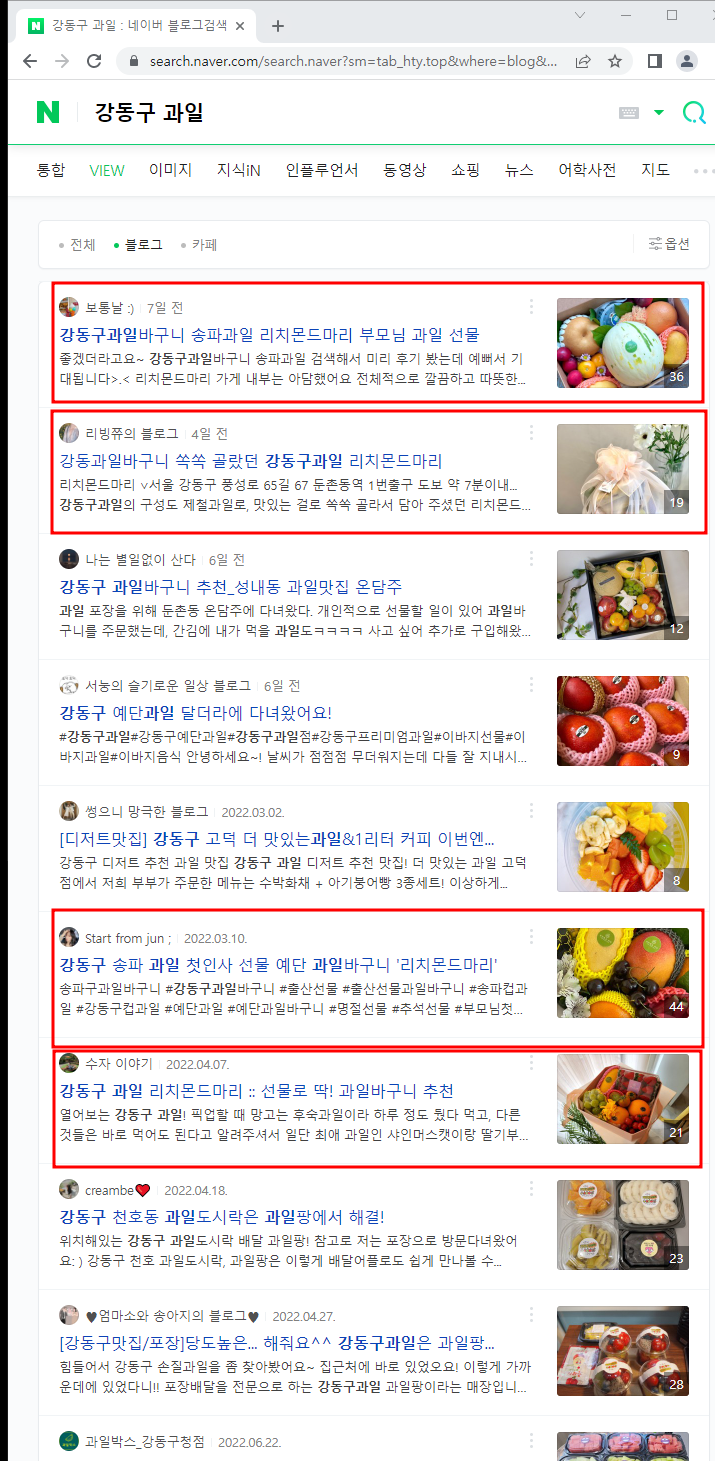 강동구 과일 : 네이버 블로그검색
search.naver.com/search.naver?sm=tab_hty.top&where=blog&...
N 강동구 과일
통합 VIEW 이미지 지식iN 인플루언서 동영상 쇼핑 뉴스 어학사전 지도
전체 블로그 카페 옵션
보통날 :) 7일 전
강동구과일바구니 송파과일 리치몬드마리 부모님 과일 선물
좋겠더라고요~ 강동구과일바구니 송파과일 검색해서 미리 후기 봤는데 예뻐서 기
대됩니다>.< 리치몬드마리 가게 내부는 아담했어요 전체적으로 깔끔하고 따뜻한...
36
리빙쮸의 블로그 4일 전
강동과일바구니 쏙쏙 골랐던 강동구과일 리치몬드마리
리치몬드마리 ∨서울 강동구 풍성로 65길 67 둔촌동역 1번출구 도보 약 7분이내...
강동구과일의 구성도 제철과일로, 맛있는 걸로 쏙쏙 골라서 담아 주셨던 리치몬드...
19
나는 별일없이 산다 6일 전
강동구 과일바구니 추천_성내동 과일맛집 온담주
과일 포장을 위해 둔촌동 온담주에 다녀왔다. 개인적으로 선물할 일이 있어 과일바
구니를 주문했는데, 간김에 내가 먹을 과일도ㅋㅋㅋㅋ 사고 싶어 추가로 구입해왔...
12
서눙의 슬기로운 일상 블로그 6일 전
강동구 예단과일 달더라에 다녀왔어요!
#강동구과일#강동구예단과일#강동구과일점#강동구프리미엄과일#이바지선물#이
바지과일#이바지음식 안녕하세요~! 날씨가 점점점 무더워지는데 다들 잘 지내시...
9
썽으니 망극한 블로그 2022.03.02.
[디저트맛집] 강동구 고덕 더 맛있는과일&1리터 커피 이번엔...
강동구 디저트 추천 과일 맛집 강동구 과일 디저트 추천 맛집! 더 맛있는 과일 고덕
점에서 저희 부부가 주문한 메뉴는 수박화채 + 아기붕어빵 3종세트! 이상하게...
8
Start from jun ; 2022.03.10.
강동구 송파 과일 첫인사 선물 예단 과일바구니 '리치몬드마리'
송파구과일바구니 #강동구과일바구니 #출산선물 #출산선물과일바구니 #송파컵과
일 #강동구컵과일 #예단과일 #예단과일바구니 #명절선물 #추석선물 #부모님첫...
44
수자 이야기 2022.04.07.
강동구 과일 리치몬드마리 :: 선물로 딱! 과일바구니 추천
열어보는 강동구 과일! 픽업할 때 망고는 후숙과일이라 하루 정도 뒀다 먹고, 다른
것들은 바로 먹어도 된다고 알려주셔서 일단 최애 과일인 샤인머스캣이랑 딸기부...
21
creambe❤ 2022.04.18.
강동구 천호동 과일도시락은 과일팡에서 해결!
위치해있는 강동구 과일도시락 배달 과일팡! 참고로 저는 포장으로 방문다녀왔어
요: ) 강동구 천호 과일도시락, 과일팡은 이렇게 배달어플로도 쉽게 만나볼 수...
23
♥엄마소와 송아지의 블로그♥ 2022.04.27.
[강동구맛집/포장]당도높은... 해줘요^^ 강동구과일은 과일팡...
힘들어서 강동구 손질과일을 좀 찾아봤어요~ 집근처에 바로 있었오요! 이렇게 가까
운데에 있었다니!! 포장배달을 전문으로 하는 강동구과일 과일팡이라는 매장입니...
28
과일박스_강동구청점 2022.06.22.